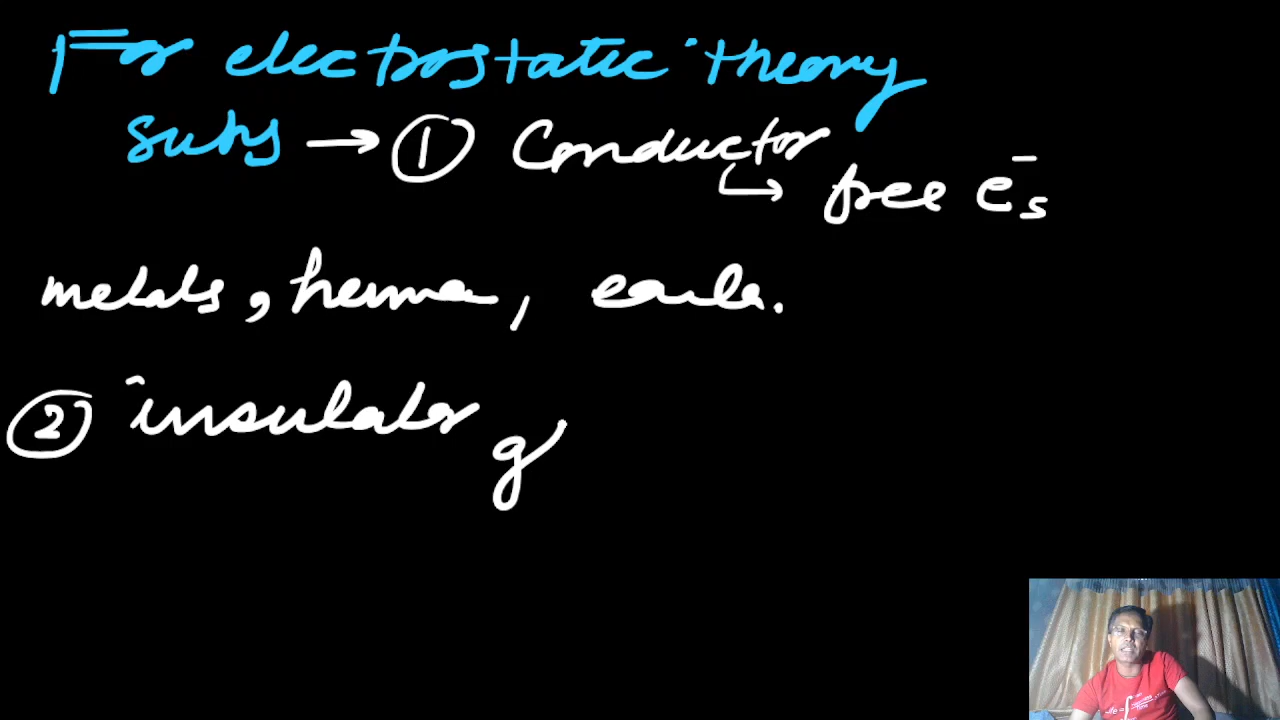 For electrostatic theory
subs → ① Conductor
↳ free e⁻s
metals, human, earth.
② insulator g